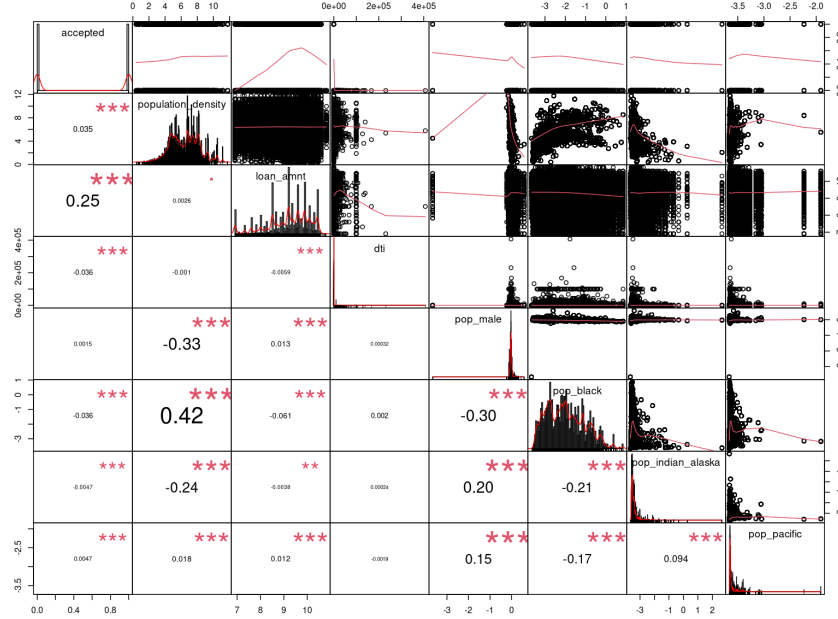 0 2 4 6 8 10 0e+00 2e+05 4e+05 -3 -2 -1 0 1 -3.5 -3.0 -2.5 -2.0
accepted
*** population_density 12
0.035 8
4
0
*** . loan_amnt
0.25 0.0026
*** *** dti 4e+05
-0.036 -0.001 -0.0059 2e+05
0e+00
*** *** pop_male
0.0015 -0.33 0.013 0.00032
*** *** *** *** pop_black 1
-0.036 0.42 -0.061 0.002 -0.30 0
-1
-3
*** *** ** *** *** pop_indian_alaska
-0.0047 -0.24 -0.0038 0.00024 0.20 -0.21
*** *** *** *** *** *** pop_pacific
0.0047 0.018 0.012 -0.0019 0.15 -0.17 0.094 -2.5
-3.5
0.0 0.4 0.8 7 8 9 10 -3 -2 -1 0 -3 -1 0 1 2